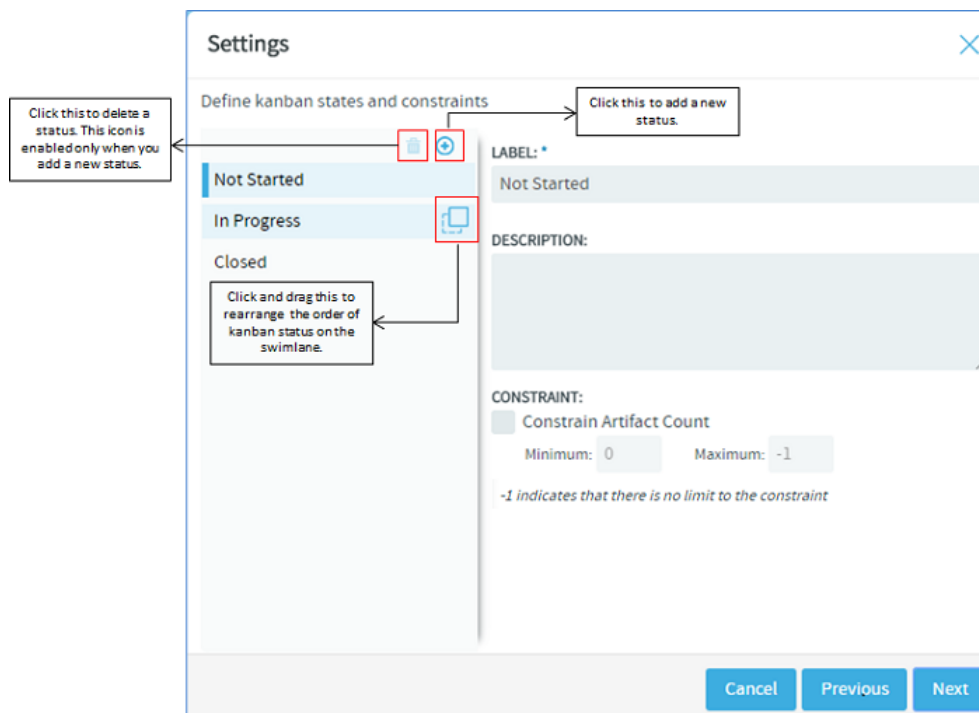 Settings
Define kanban states and constraints
Click this to delete a
status. This icon is
enabled only when you
add a new status.
Click this to add a new
status.
Not Started
In Progress
Closed
Click and drag this to
rearrange the order of
kanban status on the
swimlane.
LABEL: *
Not Started
DESCRIPTION:
CONSTRAINT:
Constrain Artifact Count
Minimum: 0 Maximum: -1
-1 indicates that there is no limit to the constraint
Cancel Previous Next